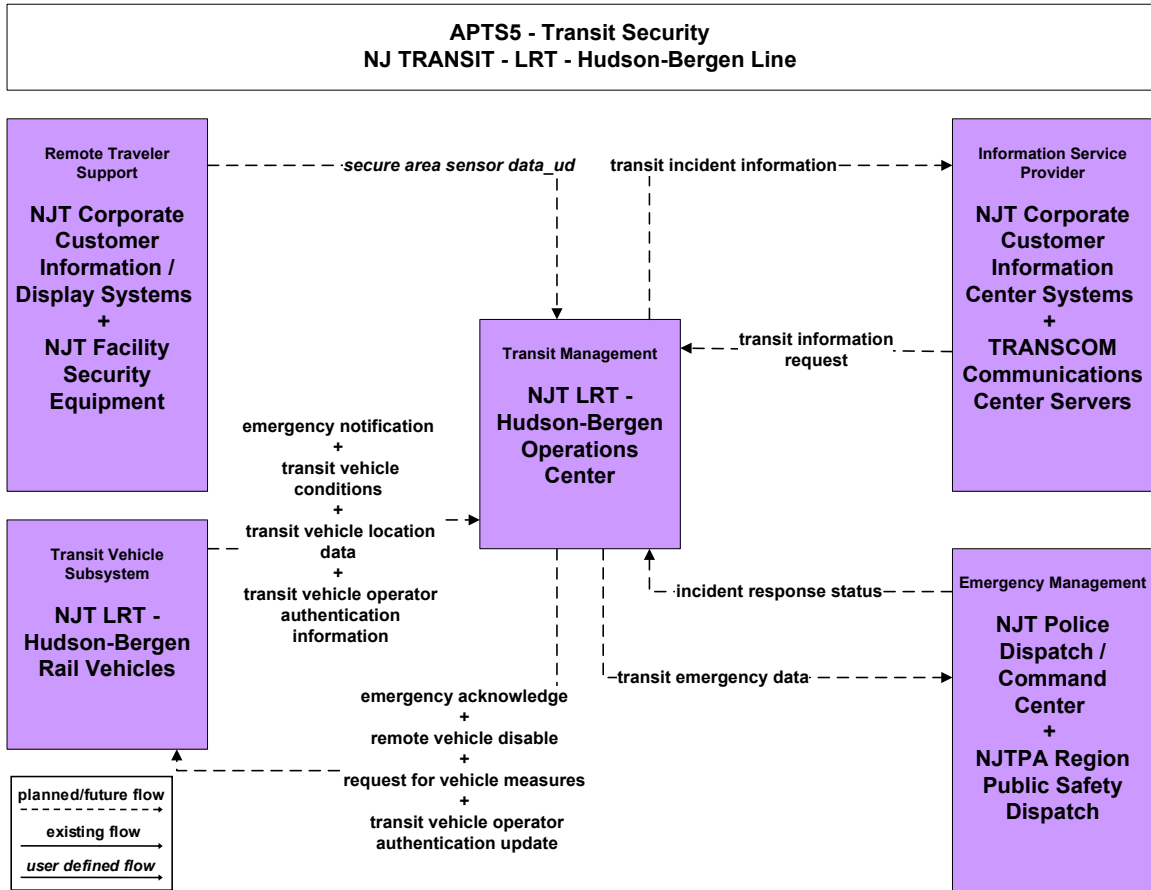 APTS5 - Transit Security
NJ TRANSIT - LRT - Hudson-Bergen Line
Remote Traveler
Support
NJT Corporate
Customer
Information /
Display Systems
+
NJT Facility
Security
Equipment
secure area sensor data_ud
transit incident information
Information Service
Provider
NJT Corporate
Customer
Information
Center Systems
+
TRANSCOM
Communications
Center Servers
transit information
request
Transit Management
NJT LRT -
Hudson-Bergen
Operations
Center
emergency notification
+
transit vehicle
conditions
+
transit vehicle location
data
+
transit vehicle operator
authentication
information
Transit Vehicle
Subsystem
NJT LRT -
Hudson-Bergen
Rail Vehicles
incident response status
transit emergency data
Emergency Management
NJT Police
Dispatch /
Command
Center
+
NJTPA Region
Public Safety
Dispatch
emergency acknowledge
+
remote vehicle disable
+
request for vehicle measures
+
transit vehicle operator
authentication update
planned/future flow
existing flow
user defined flow